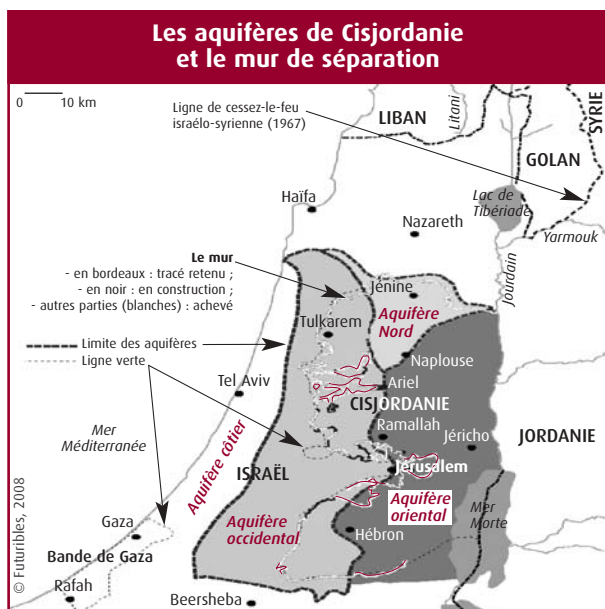 Les aquifères de Cisjordanie
et le mur de séparation
0 10 km
Ligne de cessez-le-feu
israélo-syrienne (1967)
LIBAN
Litani
SYRIE
GOLAN
Lac de
Tibériade
Haïfa
Nazareth
Yarmouk
Jourdain
Le mur
- en bordeaux : tracé retenu ;
- en noir : en construction ;
- autres parties (blanches) : achevé
Jénine
Aquifère
Nord
Tulkarem
Limite des aquifères
Ligne verte
Naplouse
Ariel
Tel Aviv
CISJORDANIE
Ramallah
Jéricho
JORDANIE
Mer
Méditerranée
Aquifère côtier
ISRAËL
Jérusalem
Aquifère
oriental
Mer
Morte
Aquifère
occidental
Hébron
Gaza
Bande de Gaza
Rafah
Beersheba
© Futuribles, 2008